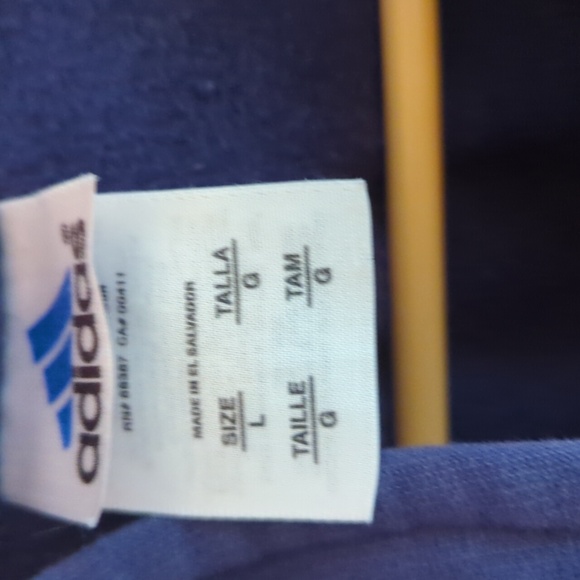 adidas
RN# 88387 CA# 00411
MADE IN EL SALVADOR
SIZE TALLA
L G
TAILLE TAM
G G